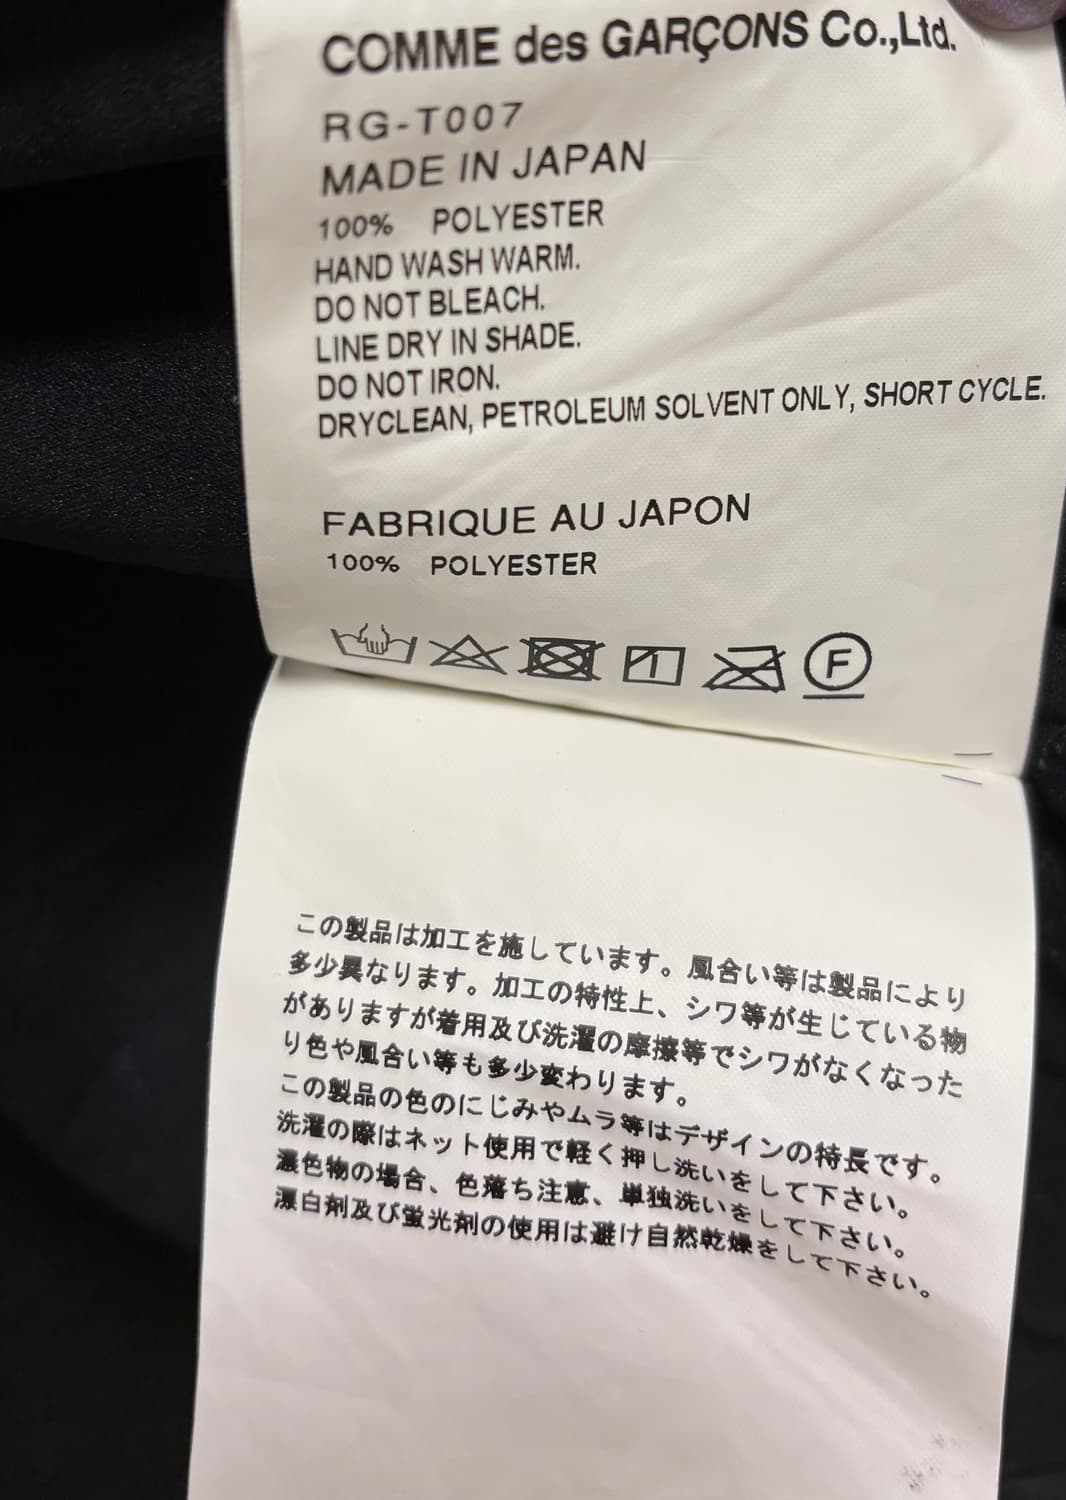 COMME des GARÇONS Co.,Ltd.
RG-T007
MADE IN JAPAN
100% POLYESTER
HAND WASH WARM.
DO NOT BLEACH.
LINE DRY IN SHADE.
DO NOT IRON.
DRYCLEAN, PETROLEUM SOLVENT ONLY, SHORT CYCLE.
FABRIQUE AU JAPON
100% POLYESTER
F
この製品は加工を施しています。風合い等は製品により
多少異なります。加工の特性上、シワ等が生じている物
がありますが着用及び洗濯の摩擦等でシワがなくなった
り色や風合い等も多少変わります。
この製品の色のにじみやムラ等はデザインの特長です。
洗濯の際はネット使用で軽く押し洗いをして下さい。
濃色物の場合、色落ち注意、単独洗いをして下さい。
漂白剤及び蛍光剤の使用は避け自然乾燥をして下さい。